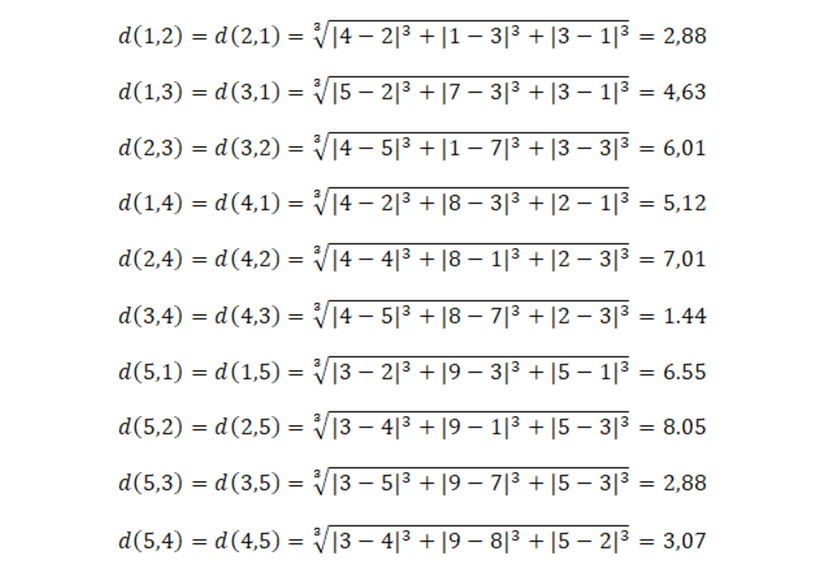 d(1,2) = d(2,1) = ∛|4 − 2|³ + |1 − 3|³ + |3 − 1|³ = 2,88
d(1,3) = d(3,1) = ∛|5 − 2|³ + |7 − 3|³ + |3 − 1|³ = 4,63
d(2,3) = d(3,2) = ∛|4 − 5|³ + |1 − 7|³ + |3 − 3|³ = 6,01
d(1,4) = d(4,1) = ∛|4 − 2|³ + |8 − 3|³ + |2 − 1|³ = 5,12
d(2,4) = d(4,2) = ∛|4 − 4|³ + |8 − 1|³ + |2 − 3|³ = 7,01
d(3,4) = d(4,3) = ∛|4 − 5|³ + |8 − 7|³ + |2 − 3|³ = 1.44
d(5,1) = d(1,5) = ∛|3 − 2|³ + |9 − 3|³ + |5 − 1|³ = 6.55
d(5,2) = d(2,5) = ∛|3 − 4|³ + |9 − 1|³ + |5 − 3|³ = 8.05
d(5,3) = d(3,5) = ∛|3 − 5|³ + |9 − 7|³ + |5 − 3|³ = 2,88
d(5,4) = d(4,5) = ∛|3 − 4|³ + |9 − 8|³ + |5 − 2|³ = 3,07